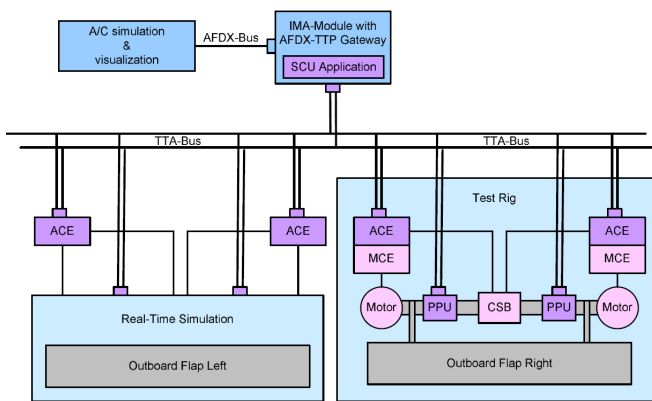 A/C simulation
&
visualization
AFDX-Bus
IMA-Module with
AFDX-TTP Gateway
SCU Application
TTA-Bus
TTA-Bus
Test Rig
ACE
ACE
ACE
MCE
ACE
MCE
Motor
PPU
CSB
PPU
Motor
Real-Time Simulation
Outboard Flap Left
Outboard Flap Right